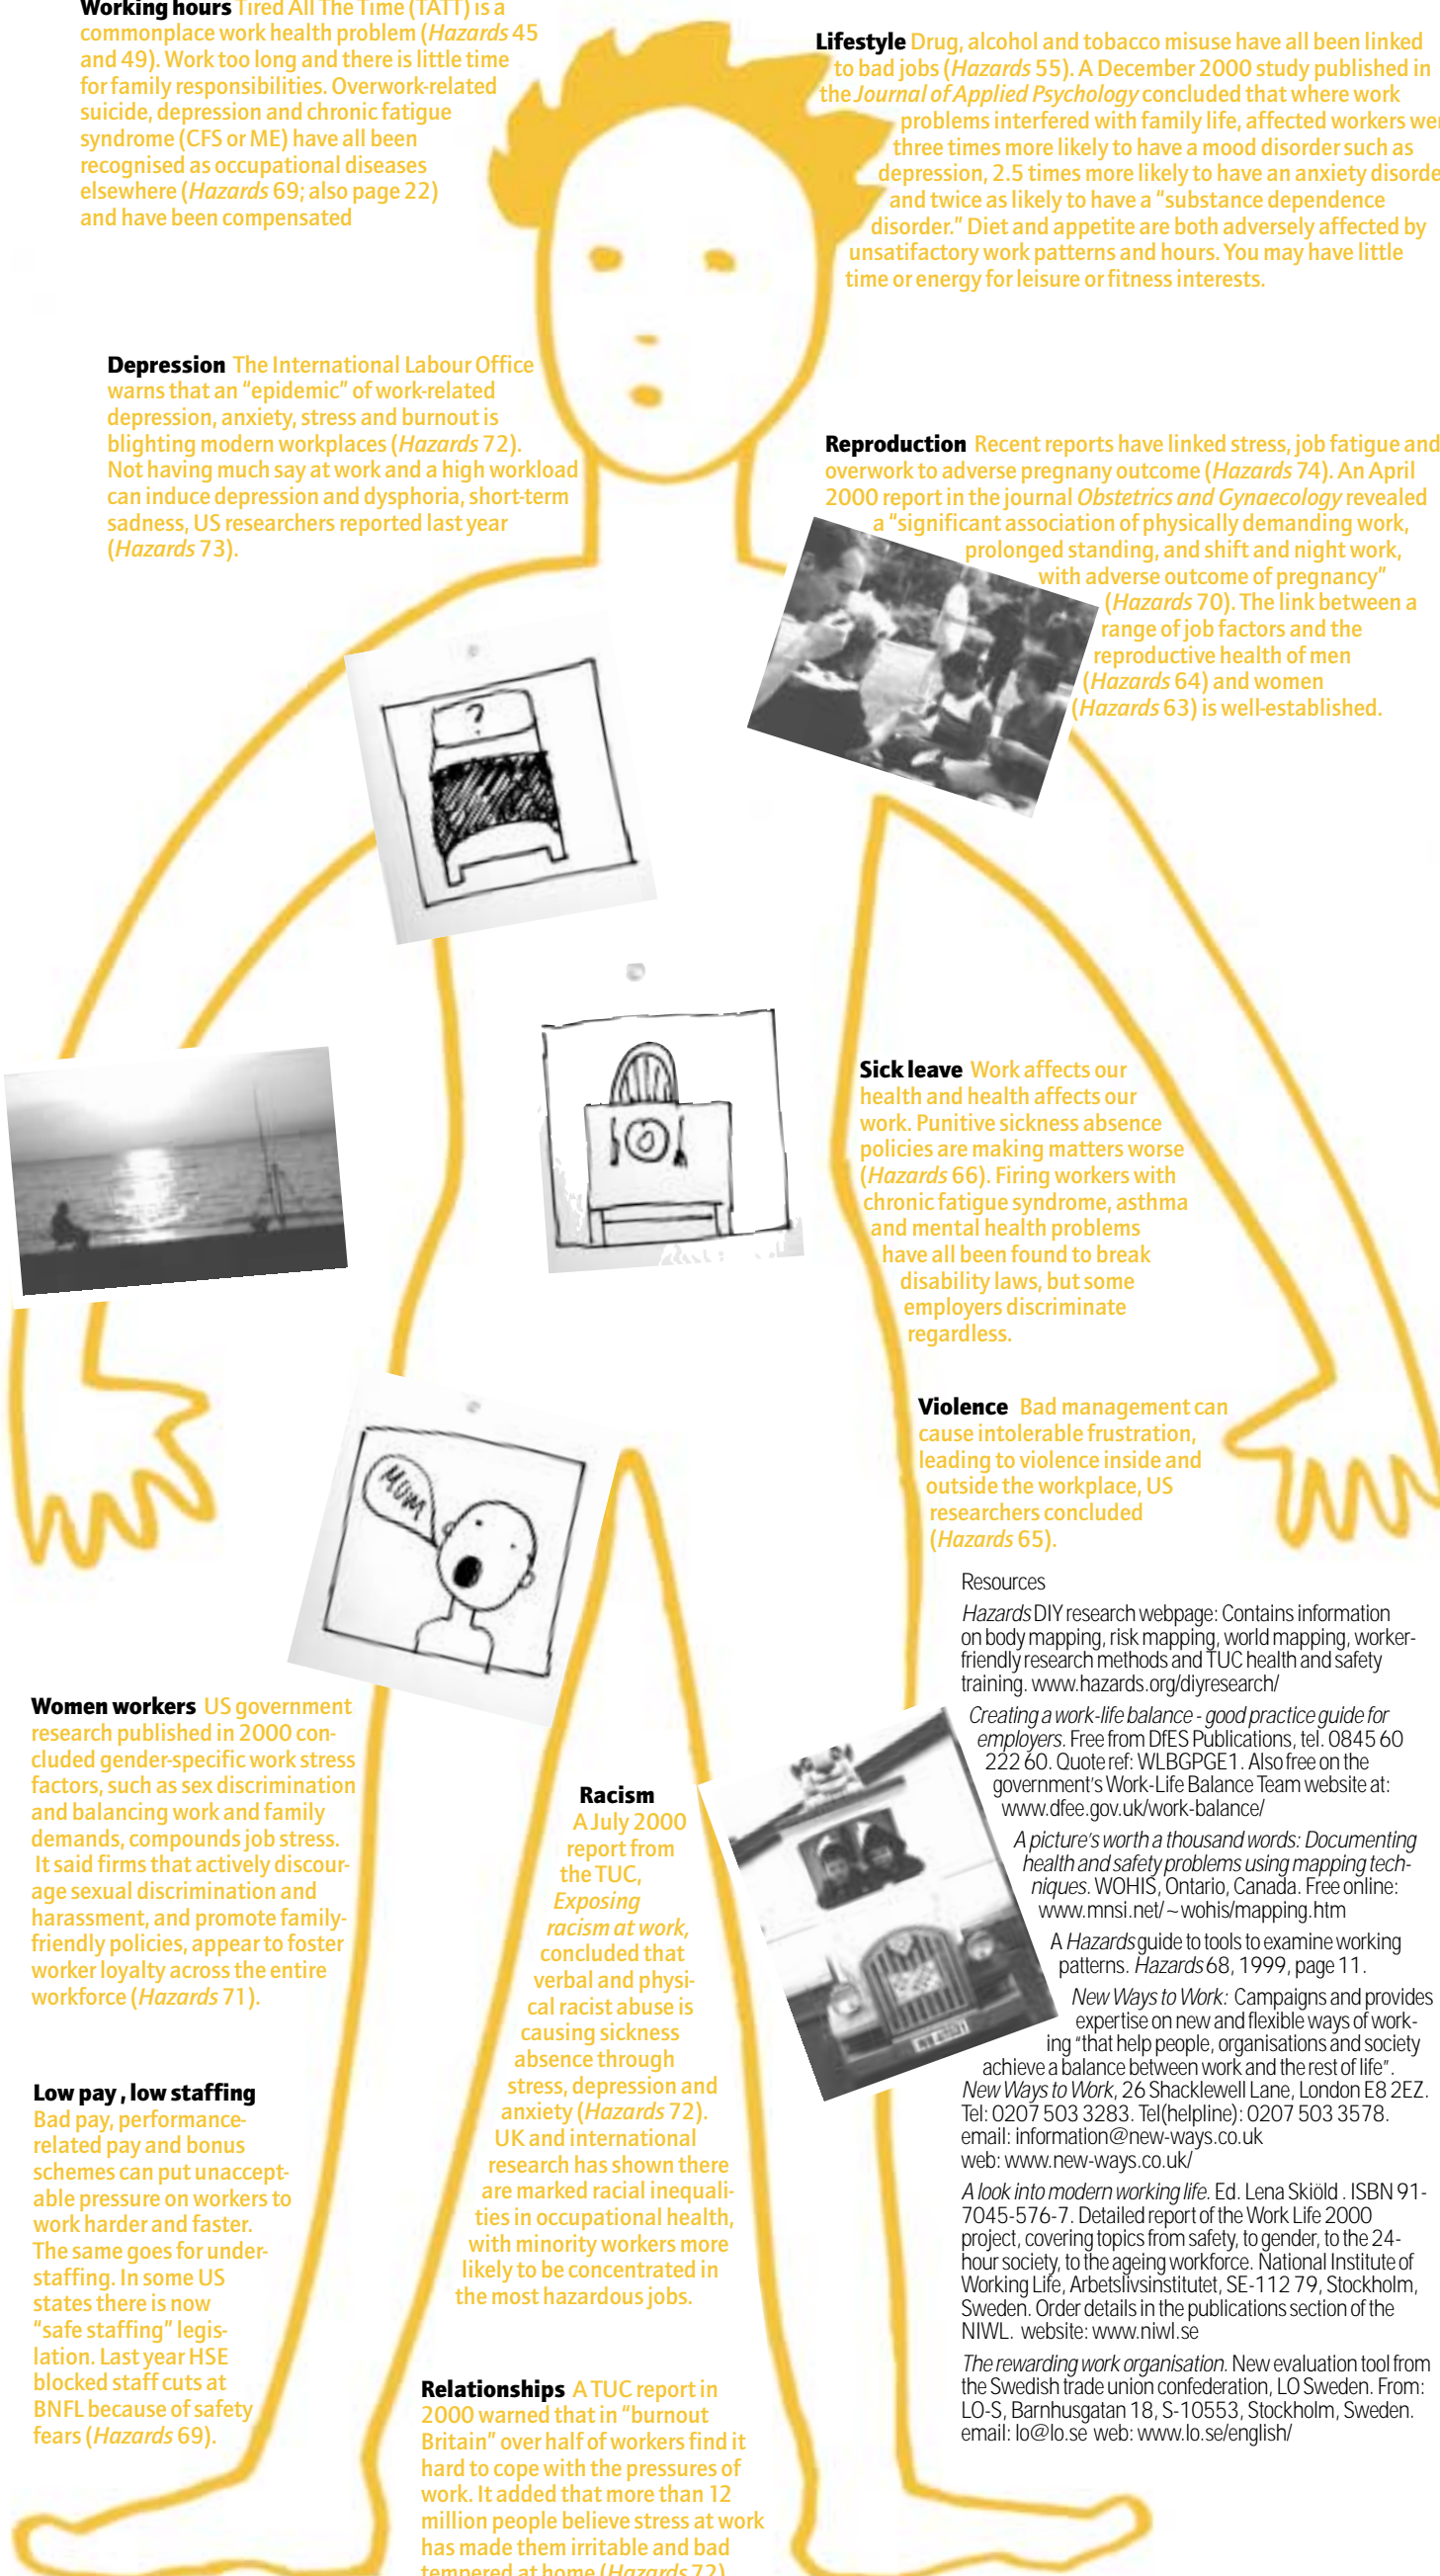 Working hours Tired All The Time (TATT) is a
commonplace work health problem (Hazards 45
and 49). Work too long and there is little time
for family responsibilities. Overwork-related
suicide, depression and chronic fatigue
syndrome (CFS or ME) have all been
recognised as occupational diseases
elsewhere (Hazards 69; also page 22)
and have been compensated
Lifestyle Drug, alcohol and tobacco misuse have all been linked
to bad jobs (Hazards 55). A December 2000 study published in
the Journal of Applied Psychology concluded that where work
problems interfered with family life, affected workers wer
three times more likely to have a mood disorder such as
depression, 2.5 times more likely to have an anxiety disorde
and twice as likely to have a “substance dependence
disorder.” Diet and appetite are both adversely affected by
unsatifactory work patterns and hours. You may have little
time or energy for leisure or fitness interests.
Depression The International Labour Office
warns that an “epidemic” of work-related
depression, anxiety, stress and burnout is
blighting modern workplaces (Hazards 72).
Not having much say at work and a high workload
can induce depression and dysphoria, short-term
sadness, US researchers reported last year
(Hazards 73).
Reproduction Recent reports have linked stress, job fatigue and
overwork to adverse pregnany outcome (Hazards 74). An April
2000 report in the journal Obstetrics and Gynaecology revealed
a “significant association of physically demanding work,
prolonged standing, and shift and night work,
with adverse outcome of pregnancy”
(Hazards 70). The link between a
range of job factors and the
reproductive health of men
(Hazards 64) and women
(Hazards 63) is well-established.
?
Sick leave Work affects our
health and health affects our
work. Punitive sickness absence
policies are making matters worse
(Hazards 66). Firing workers with
chronic fatigue syndrome, asthma
and mental health problems
have all been found to break
disability laws, but some
employers discriminate
regardless.
Violence Bad management can
cause intolerable frustration,
leading to violence inside and
outside the workplace, US
researchers concluded
(Hazards 65).
MUM
Women workers US government
research published in 2000 con-
cluded gender-specific work stress
factors, such as sex discrimination
and balancing work and family
demands, compounds job stress.
It said firms that actively discour-
age sexual discrimination and
harassment, and promote family-
friendly policies, appear to foster
worker loyalty across the entire
workforce (Hazards 71).
Low pay , low staffing
Bad pay, performance-
related pay and bonus
schemes can put unaccept-
able pressure on workers to
work harder and faster.
The same goes for under-
staffing. In some US
states there is now
“safe staffing” legis-
lation. Last year HSE
blocked staff cuts at
BNFL because of safety
fears (Hazards 69).
Racism
A July 2000
report from
the TUC,
Exposing
racism at work,
concluded that
verbal and physi-
cal racist abuse is
causing sickness
absence through
stress, depression and
anxiety (Hazards 72).
UK and international
research has shown there
are marked racial inequali-
ties in occupational health,
with minority workers more
likely to be concentrated in
the most hazardous jobs.
Relationships A TUC report in
2000 warned that in “burnout
Britain” over half of workers find it
hard to cope with the pressures of
work. It added that more than 12
million people believe stress at work
has made them irritable and bad
tempered at home (Hazards 72)
Resources
Hazards DIY research webpage: Contains information
on body mapping, risk mapping, world mapping, worker-
friendly research methods and TUC health and safety
training. www.hazards.org/diyresearch/
Creating a work-life balance - good practice guide for
employers. Free from DfES Publications, tel. 0845 60
222 60. Quote ref: WLBGPGE1. Also free on the
government's Work-Life Balance Team website at:
www.dfee.gov.uk/work-balance/
A picture's worth a thousand words: Documenting
health and safety problems using mapping tech-
niques. WOHIS, Ontario, Canada. Free online:
www.mnsi.net/~wohis/mapping.htm
A Hazards guide to tools to examine working
patterns. Hazards 68, 1999, page 11.
New Ways to Work: Campaigns and provides
expertise on new and flexible ways of work-
ing “that help people, organisations and society
achieve a balance between work and the rest of life”.
New Ways to Work, 26 Shacklewell Lane, London E8 2EZ.
Tel: 0207 503 3283. Tel(helpline): 0207 503 3578.
email: information@new-ways.co.uk
web: www.new-ways.co.uk/
A look into modern working life. Ed. Lena Skiöld . ISBN 91-
7045-576-7. Detailed report of the Work Life 2000
project, covering topics from safety, to gender, to the 24-
hour society, to the ageing workforce. National Institute of
Working Life, Arbetslivsinstitutet, SE-112 79, Stockholm,
Sweden. Order details in the publications section of the
NIWL. website: www.niwl.se
The rewarding work organisation. New evaluation tool from
the Swedish trade union confederation, LO Sweden. From:
LO-S, Barnhusgatan 18, S-10553, Stockholm, Sweden.
email: lo@lo.se web: www.lo.se/english/